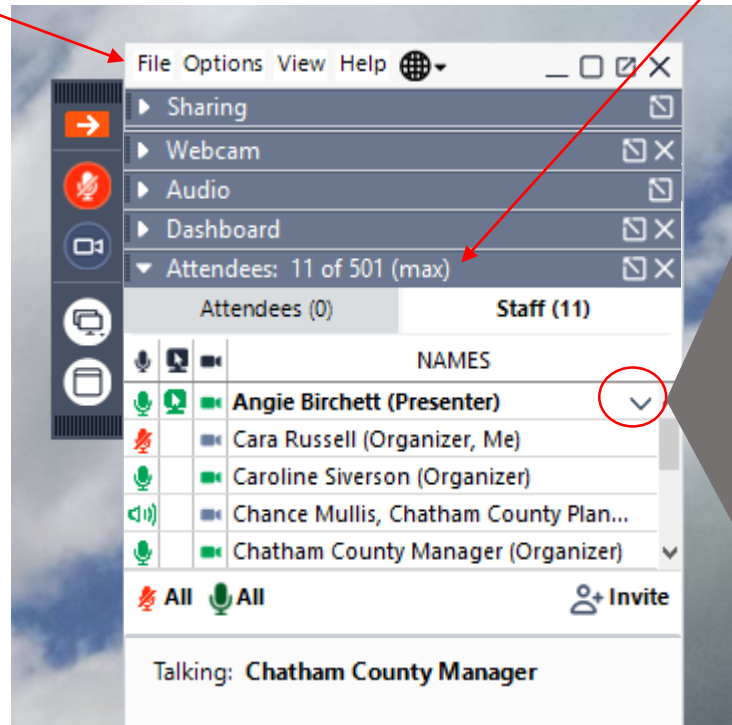 File Options View Help
Sharing
Webcam
Audio
Dashboard
Attendees: 11 of 501 (max)
Attendees (0) Staff (11)
NAMES
Angie Birchett (Presenter)
Cara Russell (Organizer, Me)
Caroline Siverson (Organizer)
Chance Mullis, Chatham County Plan...
Chatham County Manager (Organizer)
All All Invite
Talking: Chatham County Manager